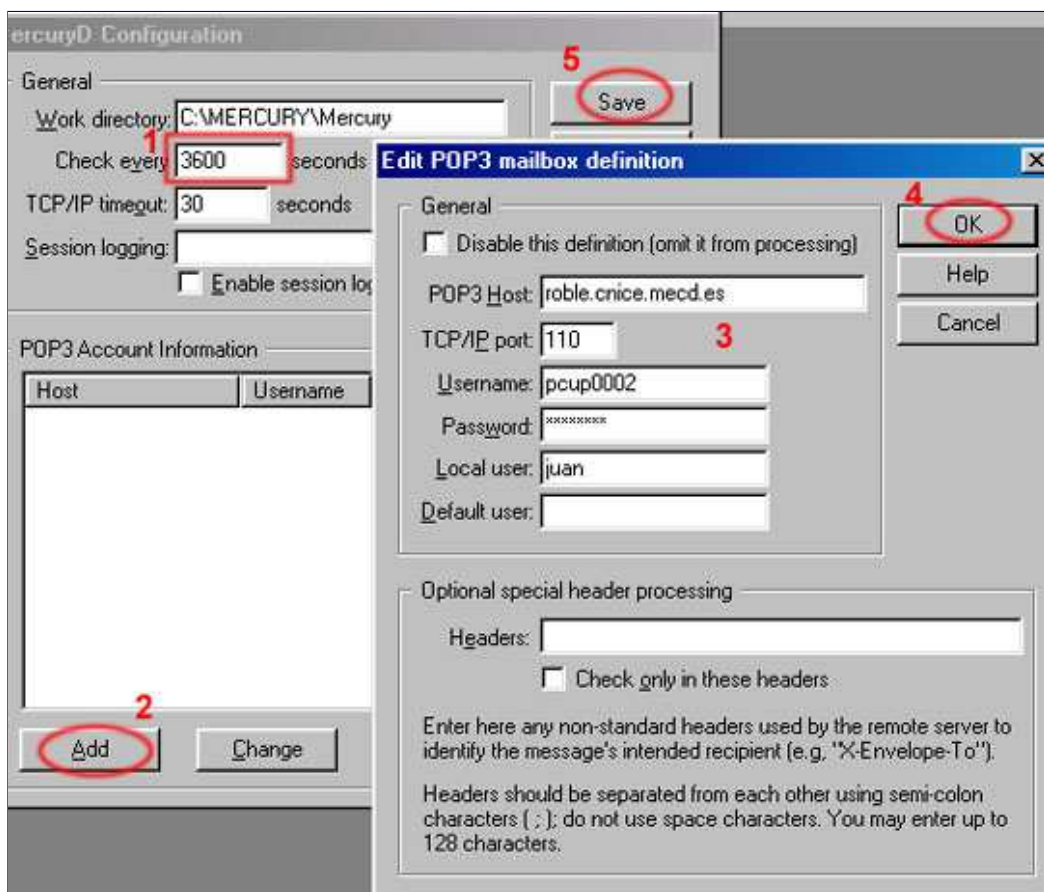 ercuryD Configuration
5
General
Save
Work directory: C:\MERCURY\Mercury
1
Check every 3600 seconds
TCP/IP timeout: 30 seconds
Session logging:
Enable session log
POP3 Account Information
Host Username
2
Add Change
Edit POP3 mailbox definition
4
General
OK
Disable this definition (omit it from processing)
Help
POP3 Host: roble.cnice.mecd.es
Cancel
TCP/IP port: 110
3
Username: pcup0002
Password: ********
Local user: juan
Default user:
Optional special header processing
Headers:
Check only in these headers
Enter here any non-standard headers used by the remote server to
identify the message's intended recipient (e.g, "X-Envelope-To").
Headers should be separated from each other using semi-colon
characters ( ; ); do not use space characters. You may enter up to
128 characters.